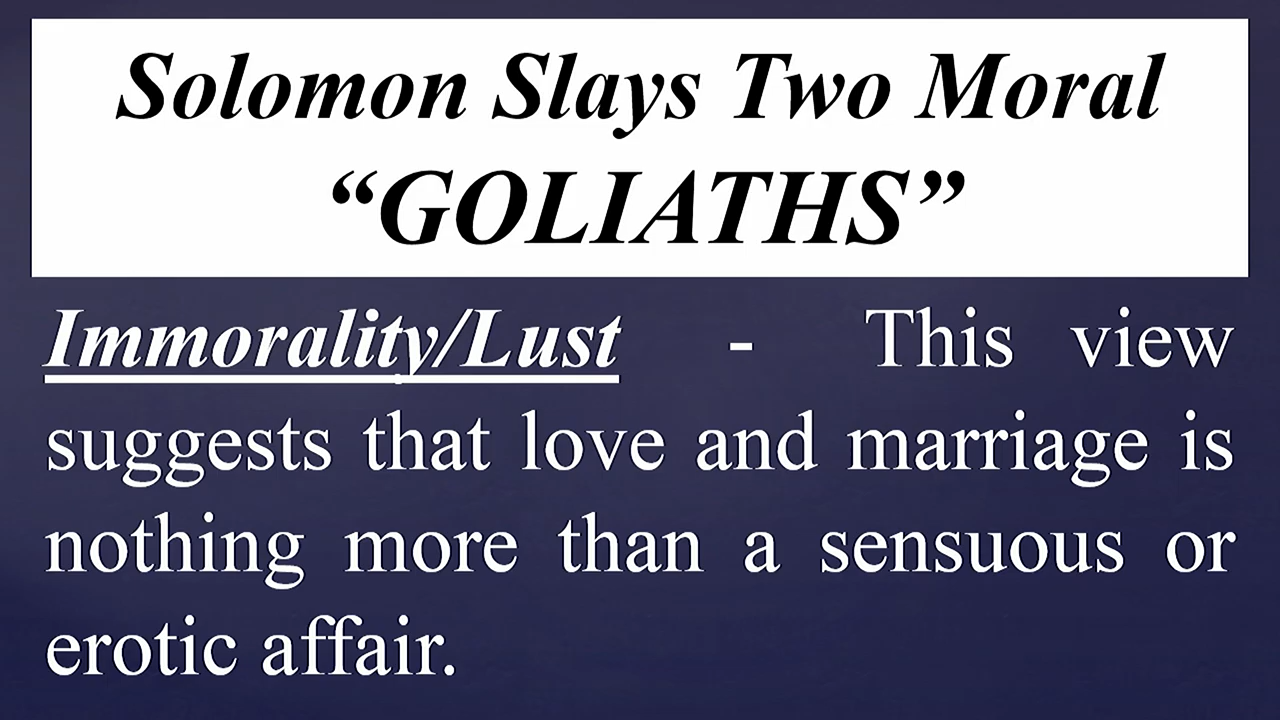 Solomon Slays Two Moral
“GOLIATHS”
Immorality/Lust - This view
suggests that love and marriage is
nothing more than a sensuous or
erotic affair.